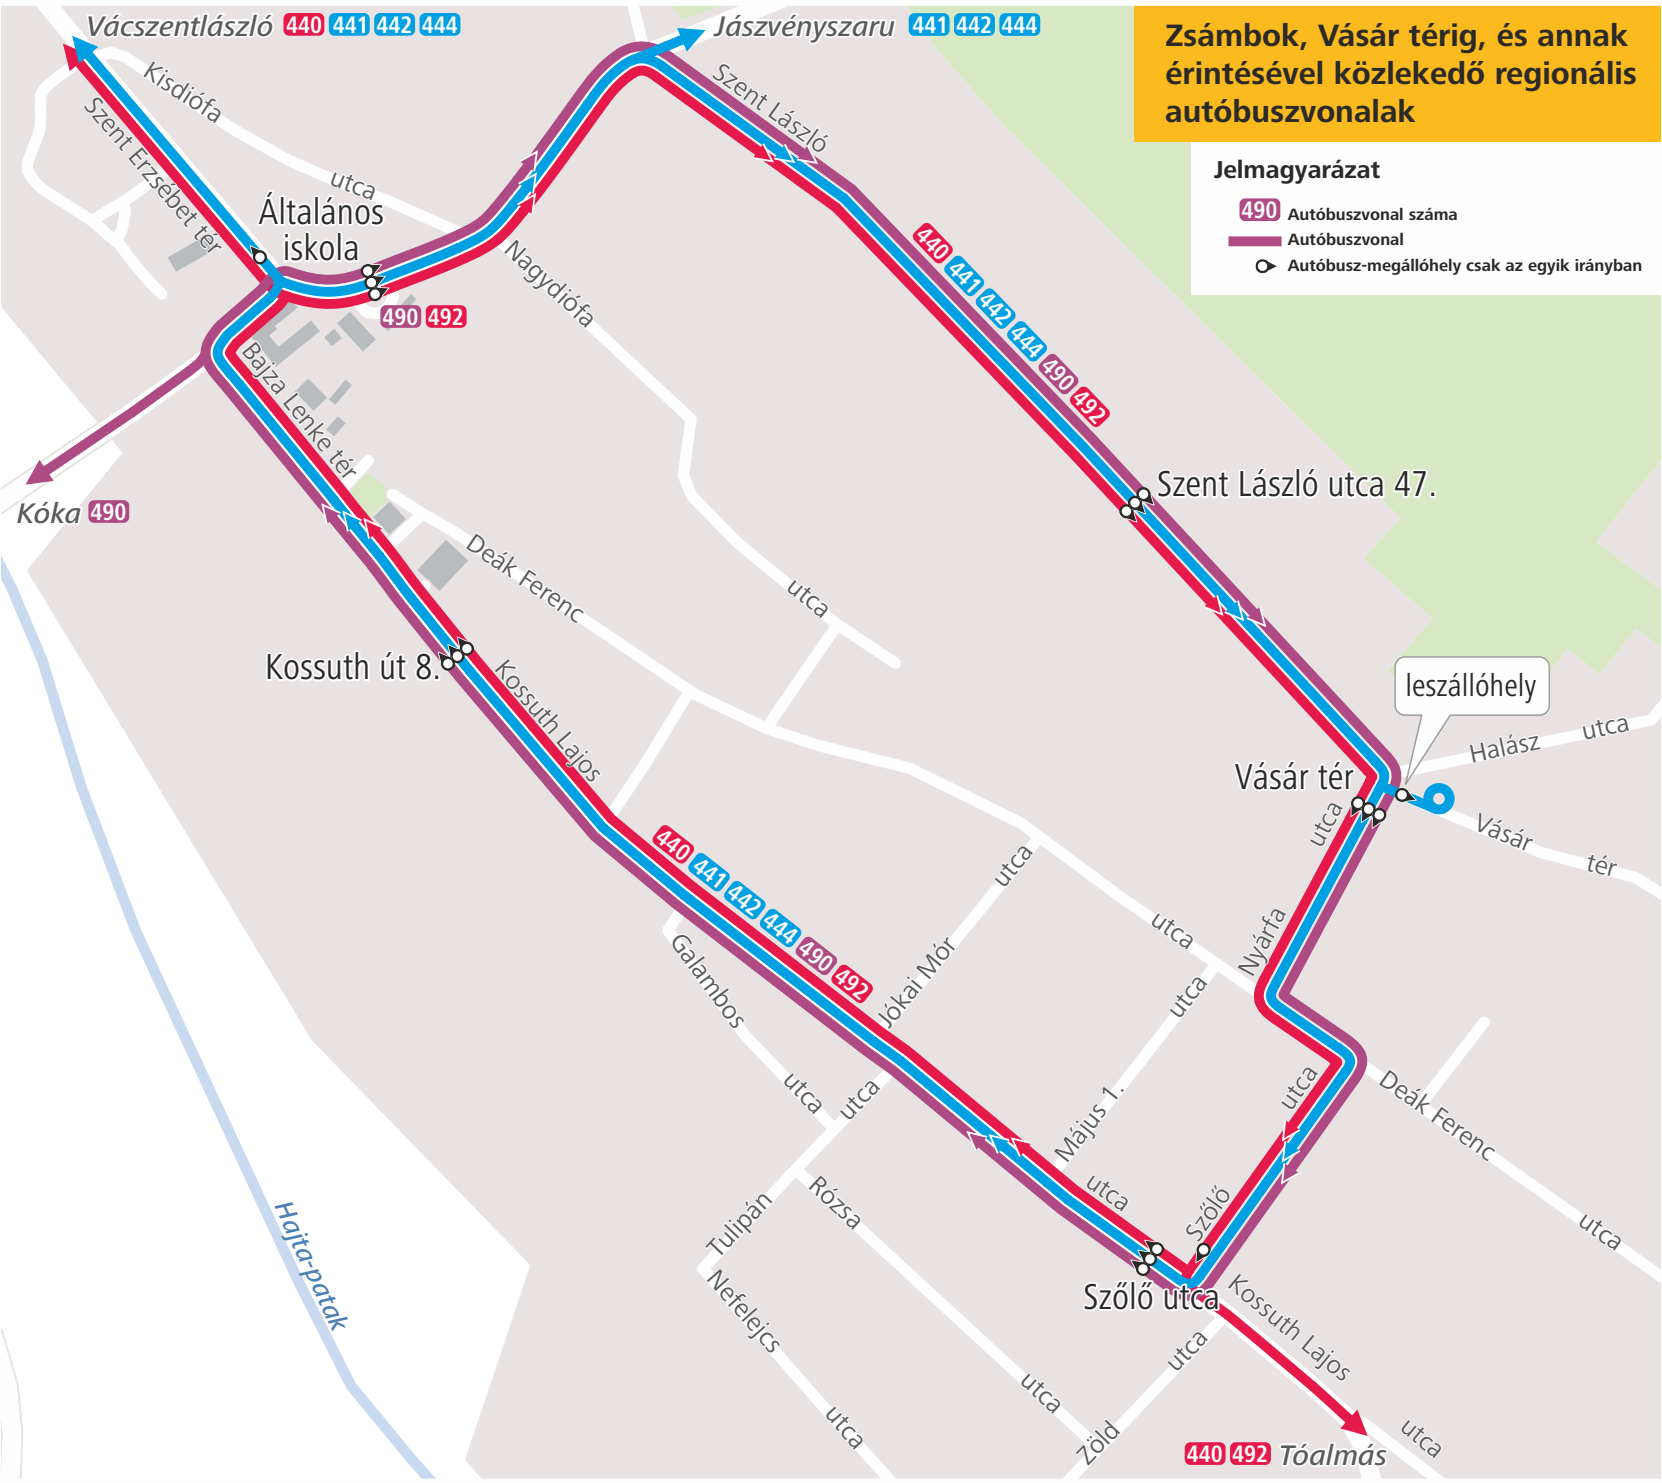 Vácszentlászló 440 441 442 444
Jászvényszaru 441 442 444
Zsámbok, Vásár térig, és annak
érintésével közlekedő regionális
autóbuszvonalak
Jelmagyarázat
490 Autóbuszvonal száma
Autóbuszvonal
Autóbusz-megállóhely csak az egyik irányban
Kisdiófa
utca
Szent Erzsébet tér
Szent László
Általános
iskola
490 492
Nagydiófa
utca
Bajza Lenke tér
440 441 442 444 490 492
Kóka 490
Szent László utca 47.
Deák Ferenc
Kossuth út 8.
Kossuth Lajos
leszállóhely
Halász utca
Vásár tér
utca
Vásár tér
440 441 442 444 490 492
utca
utca
Nyárfa
Galambos
Jókai Mór
utca
utca
utca
utca
Deák Ferenc
Május 1.
utca
Szőlő
Rózsa
Tulipán
utca
Hajta-patak
Szőlő utca
Nefelejcs
Kossuth Lajos
utca
utca
utca
Zöld
utca
440 492 Tóalmás